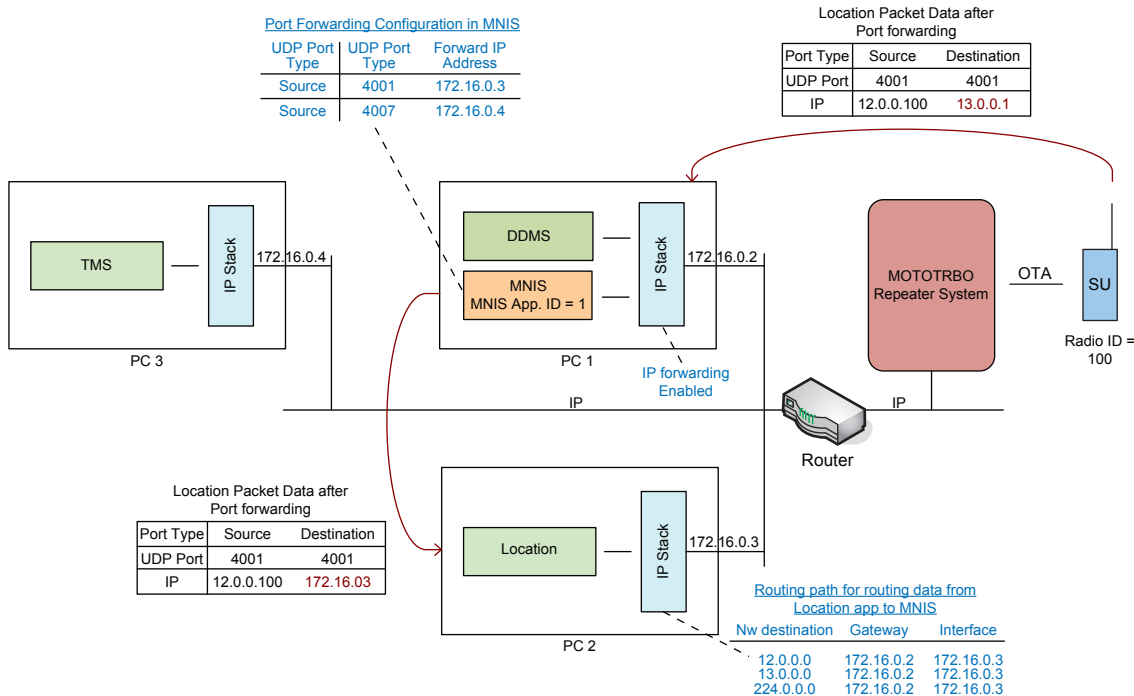 Port Forwarding Configuration in MNIS
UDP Port Type UDP Port Type Forward IP Address
Source 4001 172.16.0.3
Source 4007 172.16.0.4
Location Packet Data after
Port forwarding
Port Type Source Destination
UDP Port 4001 4001
IP 12.0.0.100 13.0.0.1
TMS
IP Stack
172.16.0.4
PC 3
DDMS
MNIS
MNIS App. ID = 1
IP Stack
172.16.0.2
PC 1
IP forwarding
Enabled
MOTOTRBO
Repeater System
OTA
SU
Radio ID =
100
IP
IP
Router
Location Packet Data after
Port forwarding
Port Type Source Destination
UDP Port 4001 4001
IP 12.0.0.100 172.16.03
Location
IP Stack
172.16.0.3
PC 2
Routing path for routing data from
Location app to MNIS
Nw destination Gateway Interface
12.0.0.0 172.16.0.2 172.16.0.3
13.0.0.0 172.16.0.2 172.16.0.3
224.0.0.0 172.16.0.2 172.16.0.3